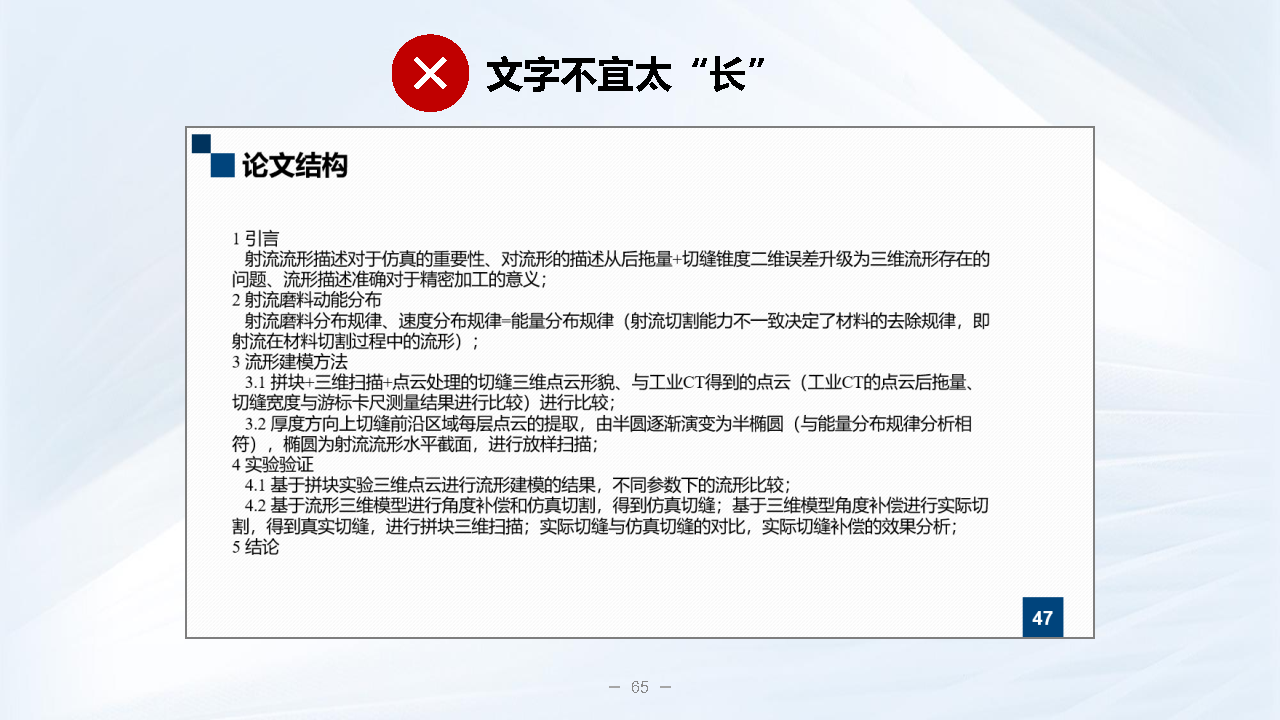 文字不宜太“长”
论文结构
1 引言
射流流形描述对于仿真的重要性、对流形的描述从后拖量+切缝锥度二维误差升级为三维流形存在的
问题、流形描述准确对于精密加工的意义；
2 射流磨料动能分布
射流磨料分布规律、速度分布规律=能量分布规律（射流切割能力不一致决定了材料的去除规律，即
射流在材料切割过程中的流形）；
3 流形建模方法
3.1 拼块+三维扫描+点云处理的切缝三维点云形貌、与工业CT得到的点云（工业CT的点云后拖量、
切缝宽度与游标卡尺测量结果进行比较）进行比较；
3.2 厚度方向上切缝前沿区域每层点云的提取，由半圆逐渐演变为半椭圆（与能量分布规律分析相
符），椭圆为射流流形水平截面，进行放样扫描；
4 实验验证
4.1 基于拼块实验三维点云进行流形建模的结果，不同参数下的流形比较；
4.2 基于流形三维模型进行角度补偿和仿真切割，得到仿真切缝；基于三维模型角度补偿进行实际切
割，得到真实切缝，进行拼块三维扫描；实际切缝与仿真切缝的对比，实际切缝补偿的效果分析；
5 结论
47
— 65 —